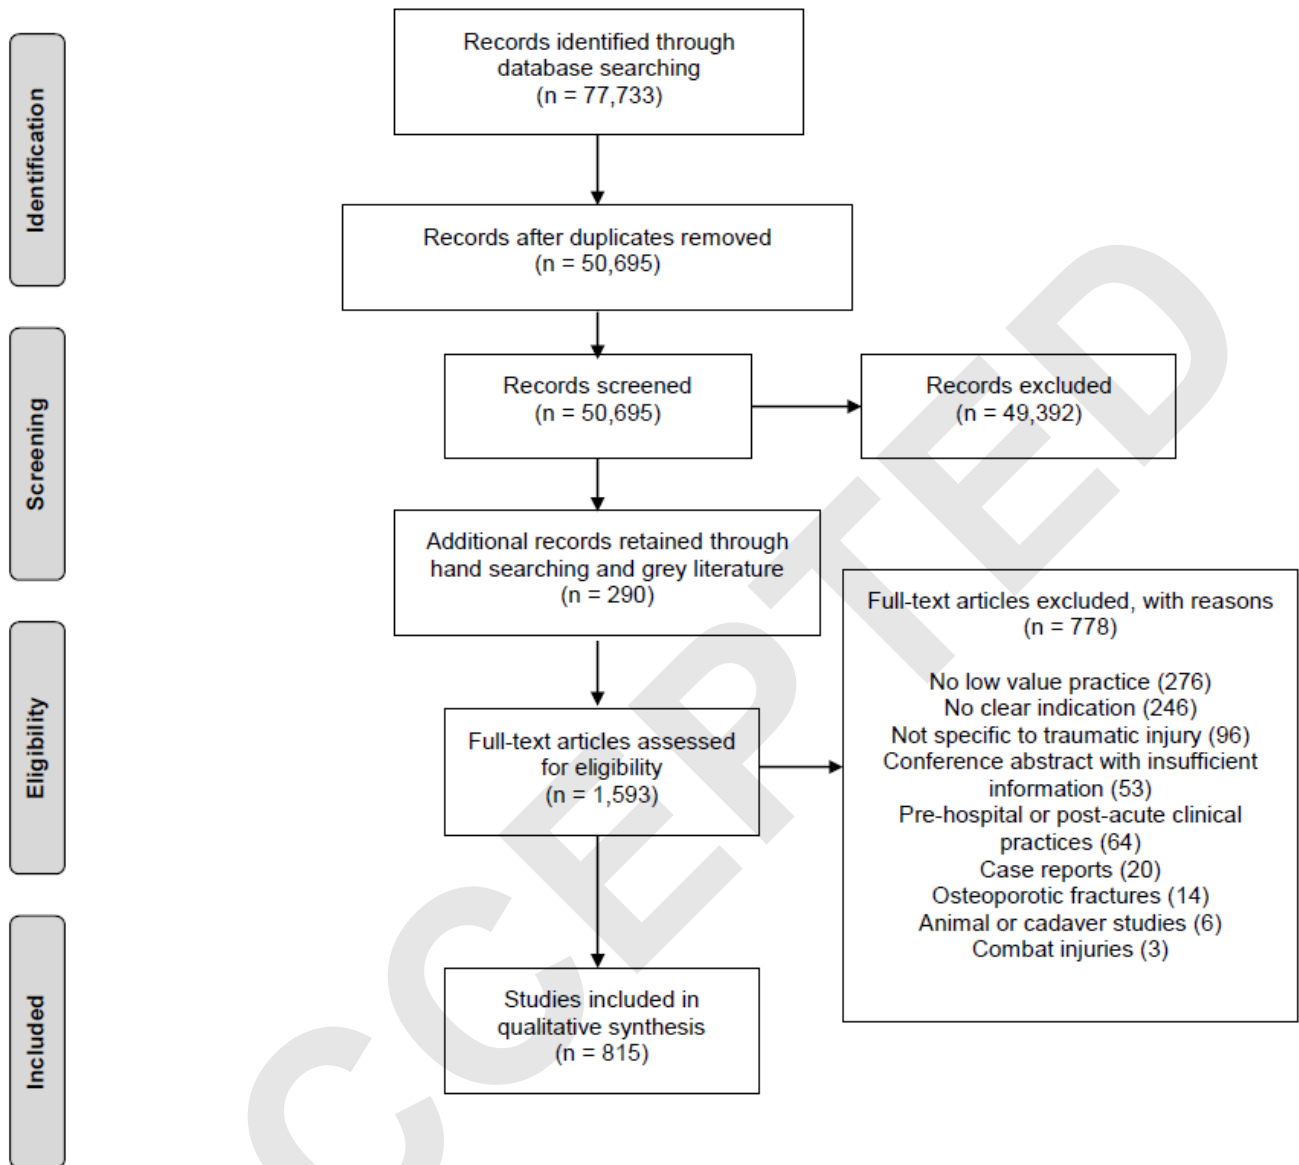 Identification
Records identified through
database searching
(n = 77,733)
Records after duplicates removed
(n = 50,695)
Screening
Records screened
(n = 50,695)
Records excluded
(n = 49,392)
Additional records retained through
hand searching and grey literature
(n = 290)
Eligibility
Full-text articles assessed
for eligibility
(n = 1,593)
Full-text articles excluded, with reasons
(n = 778)
No low value practice (276)
No clear indication (246)
Not specific to traumatic injury (96)
Conference abstract with insufficient
information (53)
Pre-hospital or post-acute clinical
practices (64)
Case reports (20)
Osteoporotic fractures (14)
Animal or cadaver studies (6)
Combat injuries (3)
Included
Studies included in
qualitative synthesis
(n = 815)
CCEPTED